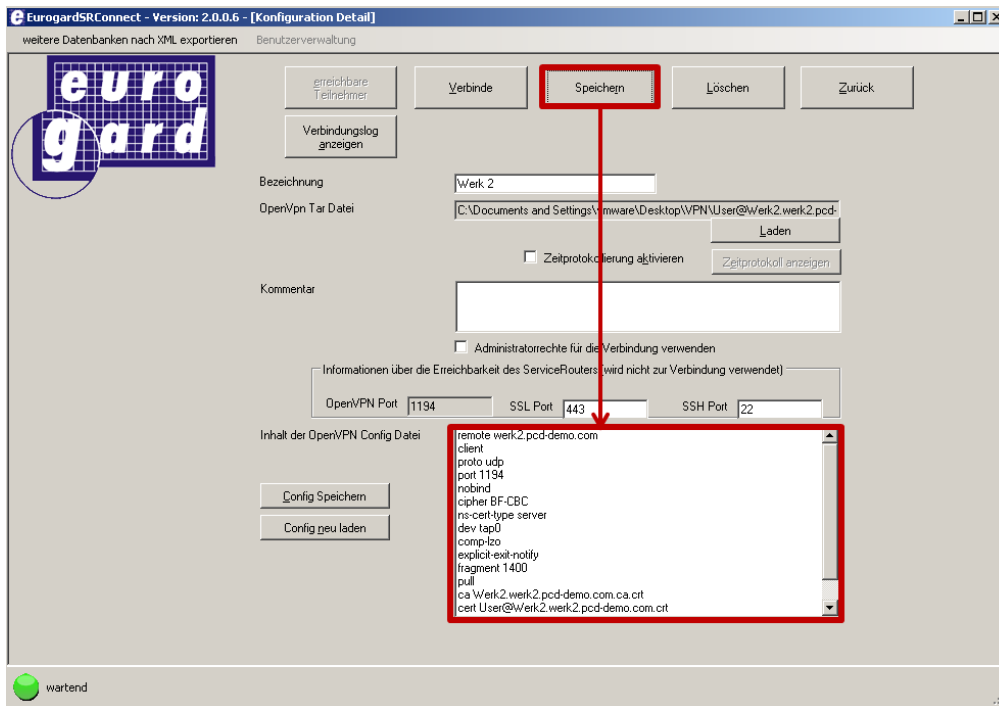 EurogardSRConnect - Version: 2.0.0.6 - [Konfiguration Detail]
weitere Datenbanken nach XML exportieren Benutzerverwaltung
euro
gard
erreichbare
Teilnehmer
Verbinde
Speichern
Löschen
Zurück
Verbindungslog
anzeigen
Bezeichnung
Werk 2
OpenVpn Tar Datei
C:\Documents and Settings\vmware\Desktop\VPN\User@Werk2.werk2.pcd-
Laden
Zeitprotokollierung aktivieren
Zeitprotokoll anzeigen
Kommentar
Administratorrechte für die Verbindung verwenden
Informationen über die Erreichbarkeit des ServiceRouters (wird nicht zur Verbindung verwendet)
OpenVPN Port 1194 SSL Port 443 SSH Port 22
Inhalt der OpenVPN Config Datei
remote werk2.pcd-demo.com
client
proto udp
port 1194
nobind
cipher BF-CBC
ns-cert-type server
dev tap0
comp-lzo
explicit-exit-notify
fragment 1400
pull
ca Werk2.werk2.pcd-demo.com.ca.crt
cert User@Werk2.werk2.pcd-demo.com.crt
Config Speichern
Config neu laden
wartend